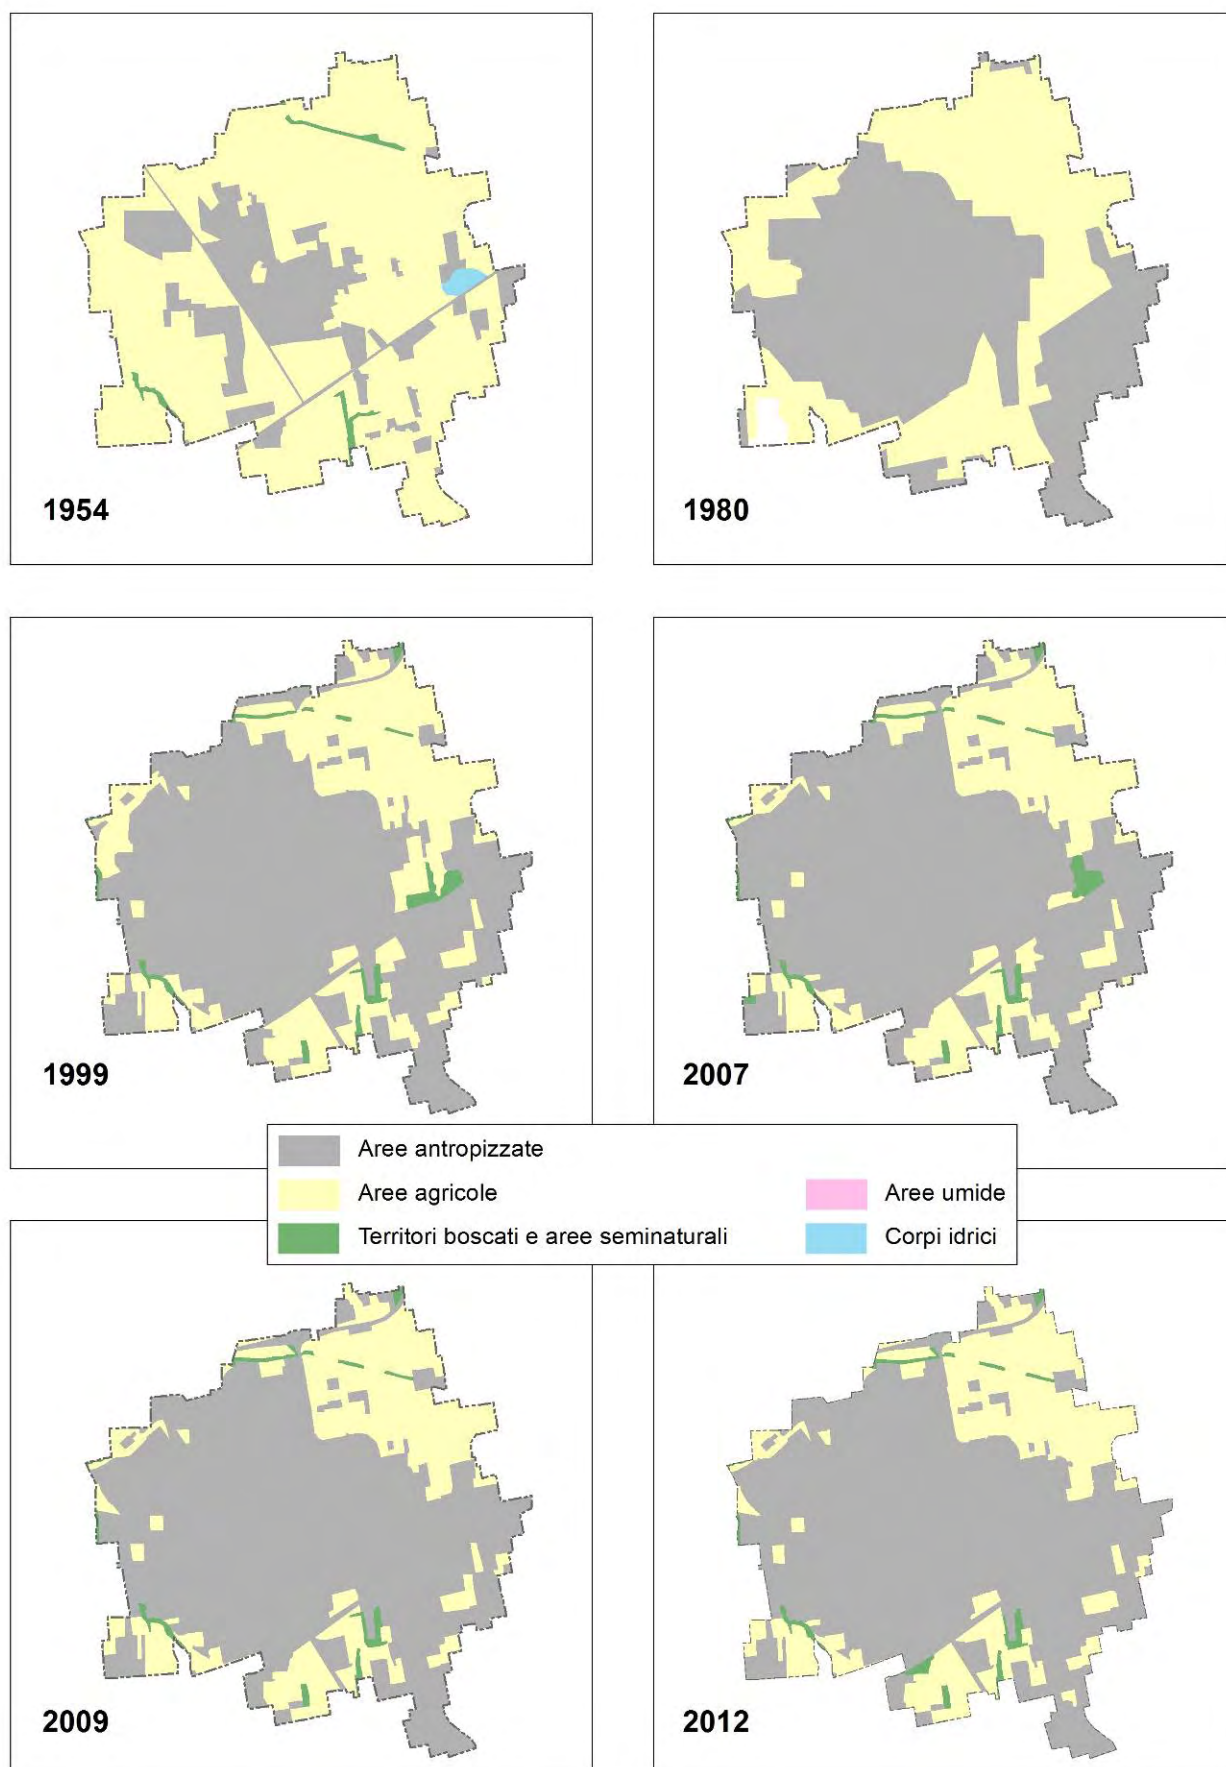 1954
1980
1999
2007
Aree antropizzate
Aree agricole
Aree umide
Territori boscati e aree seminaturali
Corpi idrici
2009
2012